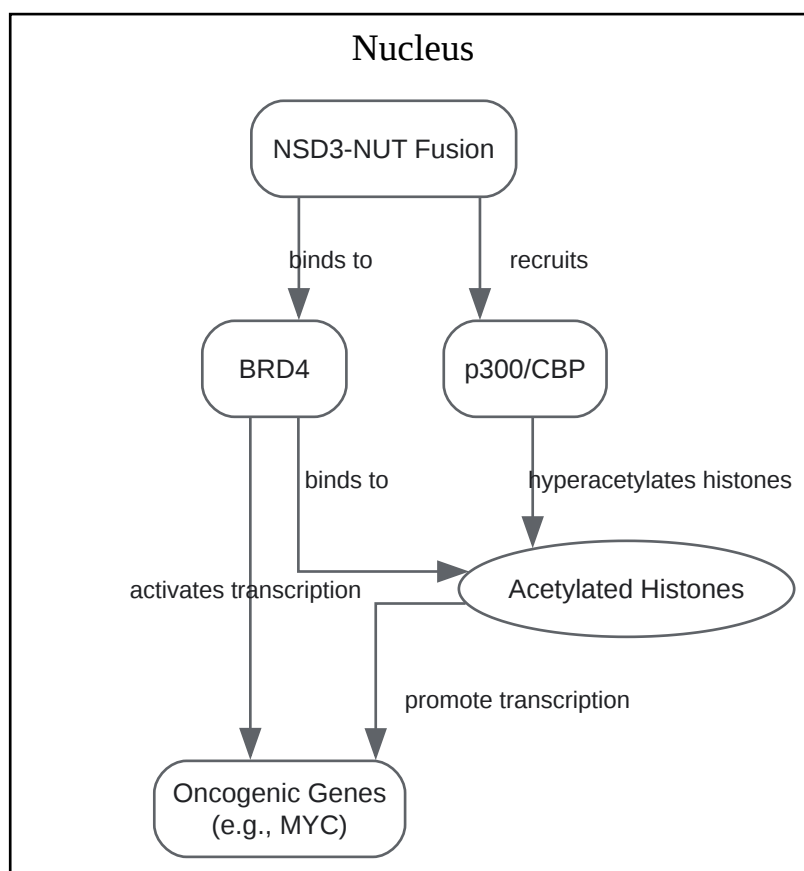 Nucleus
NSD3-NUT Fusion
binds to
recruits
BRD4
p300/CBP
binds to
hyperacetylates histones
activates transcription
Acetylated Histones
promote transcription
Oncogenic Genes
(e.g., MYC)